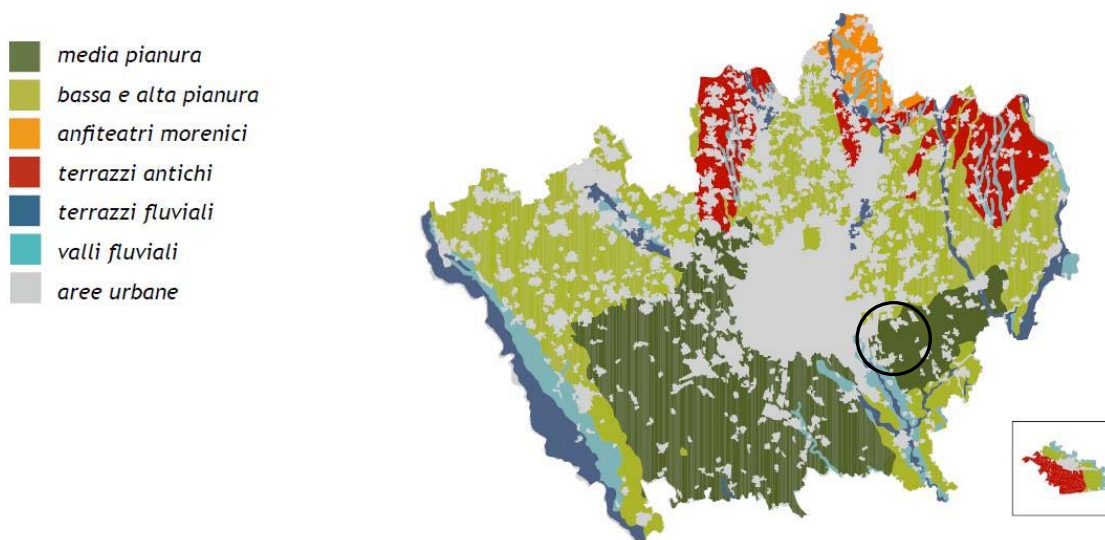 media pianura
bassa e alta pianura
anfiteatri morenici
terrazzi antichi
terrazzi fluviali
valli fluviali
aree urbane